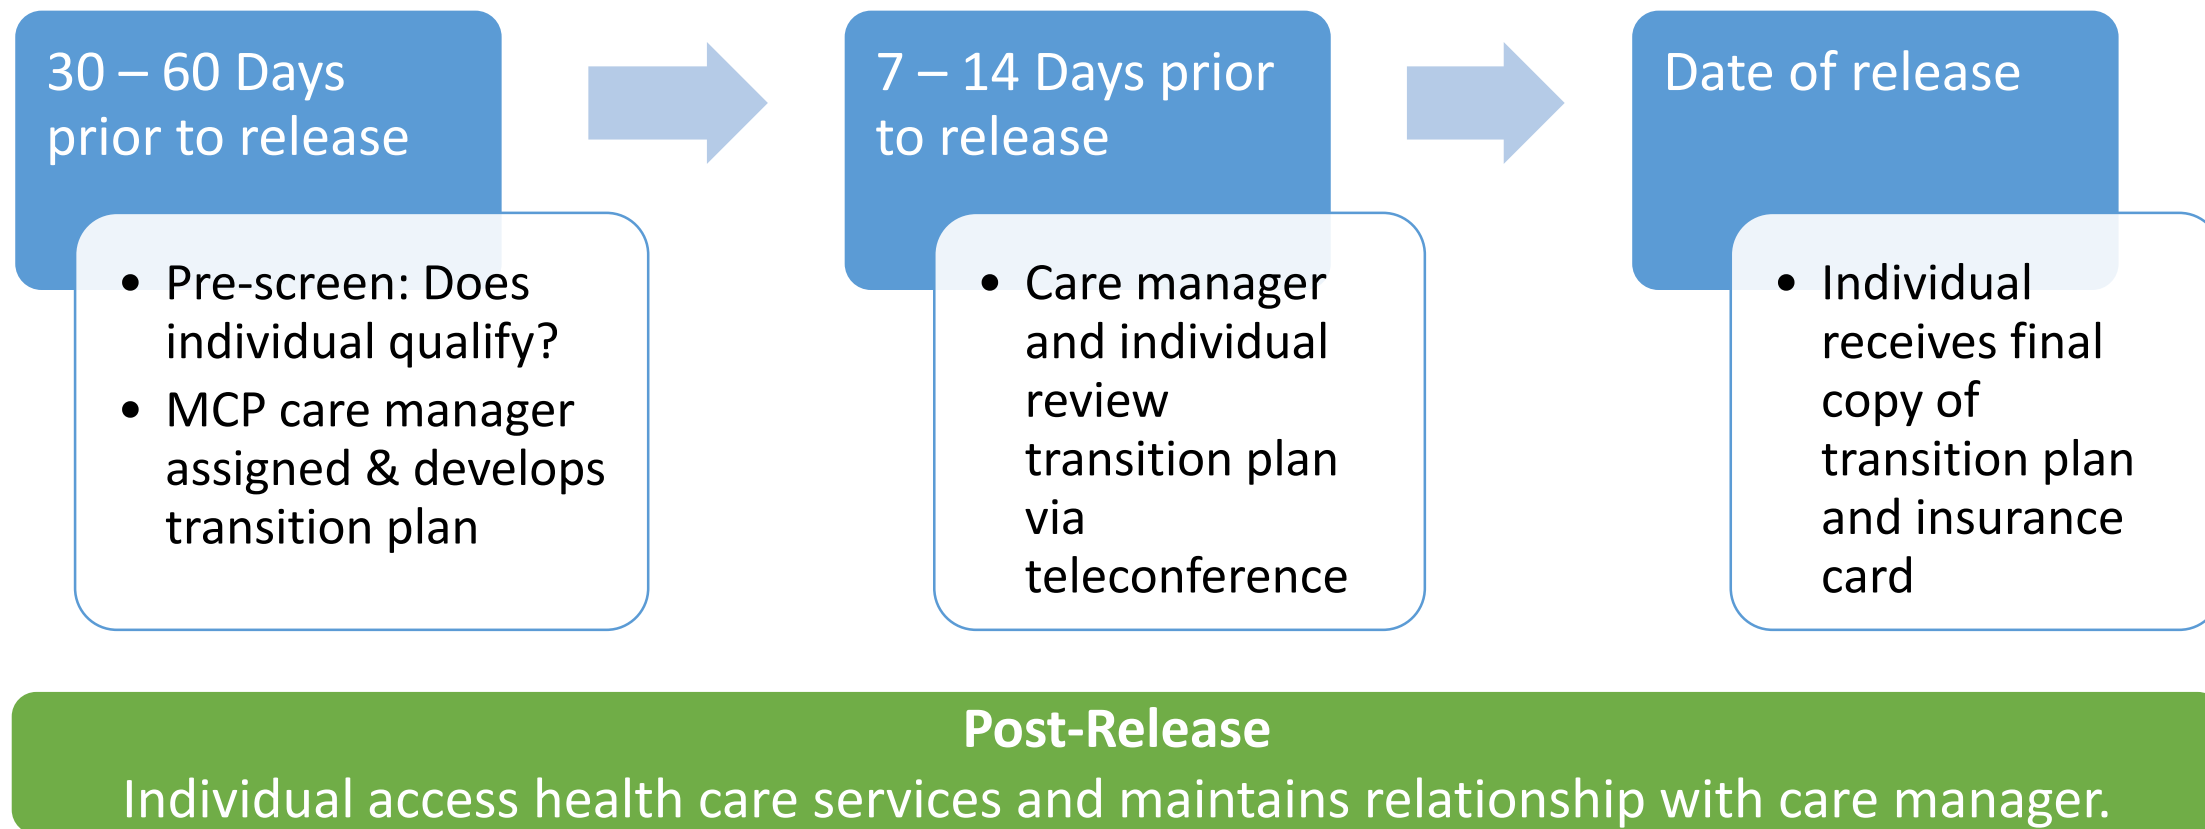 30 – 60 Days
prior to release
• Pre-screen: Does
individual qualify?
• MCP care manager
assigned & develops
transition plan
7 – 14 Days prior
to release
• Care manager
and individual
review
transition plan
via
teleconference
Date of release
• Individual
receives final
copy of
transition plan
and insurance
card
Post-Release
Individual access health care services and maintains relationship with care manager.